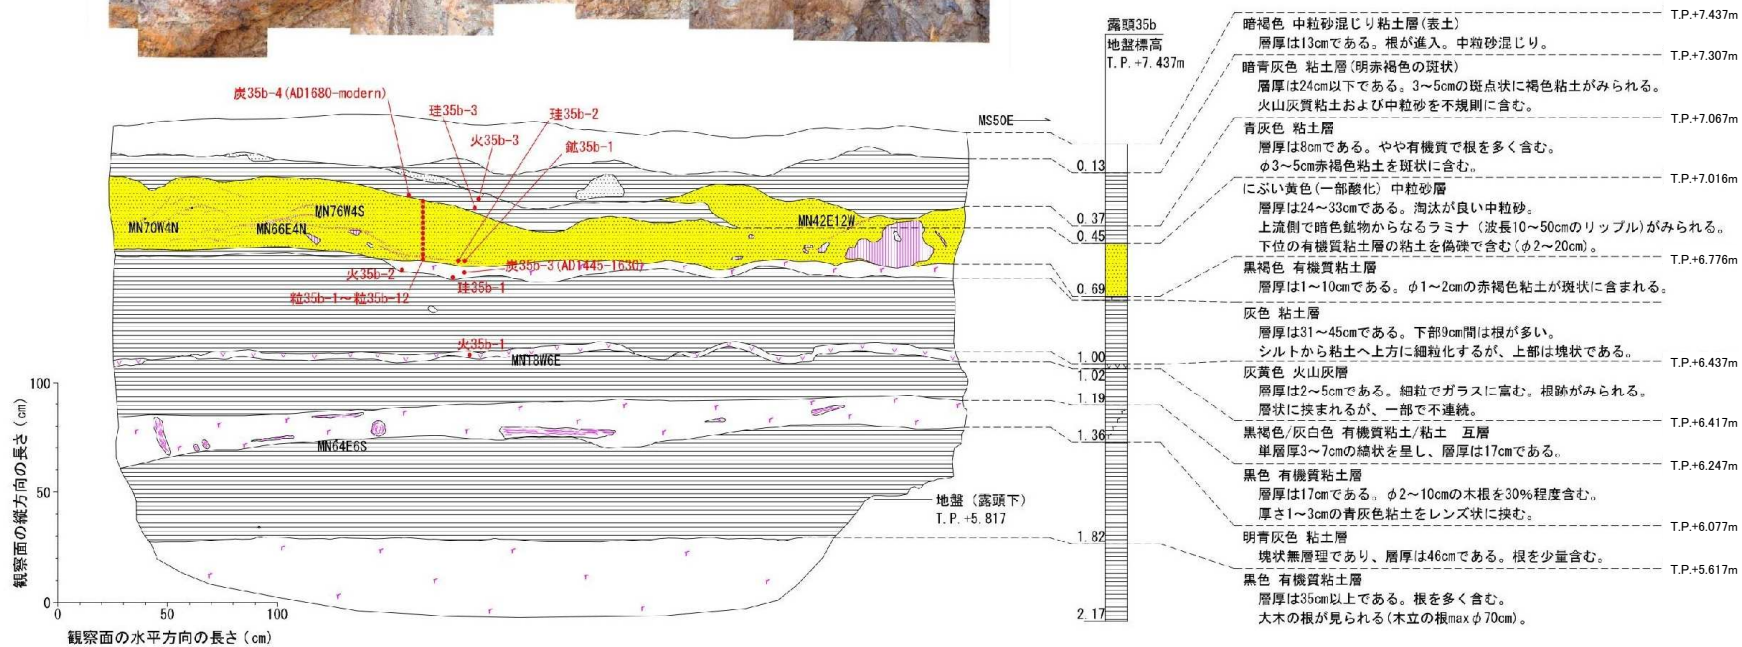 炭35b-4(AD1680-modern)
珪35b-3
珪35b-2
火35b-3
鉱35b-1
MS50E
MN76W4S
MN70W4N
MN66E4N
MN42E12W
火35b-2
炭35b-3(AD1445-1630)
珪35b-1
粒35b-1～粒35b-12
火35b-1
MNT8W6E
MN64E6S
地盤（露頭下）
T.P.+5.817
観察面の縦方向の長さ（cm）
100
50
0
0
50
100
観察面の水平方向の長さ（cm）
露頭35b
地盤標高
T.P.+7.437m
0.13
0.37
0.45
0.69
1.00
1.02
1.19
1.36
1.82
2.17
T.P.+7.437m
暗褐色 中粒砂混じり粘土層(表土)
層厚は13cmである。根が進入。中粒砂混じり。
T.P.+7.307m
暗青灰色 粘土層(明赤褐色の斑状)
層厚は24cm以下である。3～5cmの斑点状に褐色粘土がみられる。
火山灰質粘土および中粒砂を不規則に含む。
T.P.+7.067m
青灰色 粘土層
層厚は8cmである。やや有機質で根を多く含む。
φ3～5cm赤褐色粘土を斑状に含む。
T.P.+7.016m
にぶい黄色(一部酸化) 中粒砂層
層厚は24～33cmである。淘汰が良い中粒砂。
上流側で暗色鉱物からなるラミナ（波長10～50cmのリップル)がみられる。
下位の有機質粘土層の粘土を偽礫で含む(φ2～20cm)。
T.P.+6.776m
黒褐色 有機質粘土層
層厚は1～10cmである。φ1～2cmの赤褐色粘土が斑状に含まれる。
灰色 粘土層
層厚は31～45cmである。下部9cm間は根が多い。
シルトから粘土へ上方に細粒化するが、上部は塊状である。
T.P.+6.437m
灰黄色 火山灰層
層厚は2～5cmである。細粒でガラスに富む。根跡がみられる。
層状に挟まれるが、一部で不連続。
T.P.+6.417m
黒褐色/灰白色 有機質粘土/粘土 互層
単層厚3～7cmの縞状を呈し、層厚は17cmである。
T.P.+6.247m
黒色 有機質粘土層
層厚は17cmである。φ2～10cmの木根を30%程度含む。
厚さ1～3cmの青灰色粘土をレンズ状に挟む。
T.P.+6.077m
明青灰色 粘土層
塊状無層理であり、層厚は46cmである。根を少量含む。
T.P.+5.617m
黒色 有機質粘土層
層厚は35cm以上である。根を多く含む。
大木の根が見られる(木立の根maxφ70cm)。